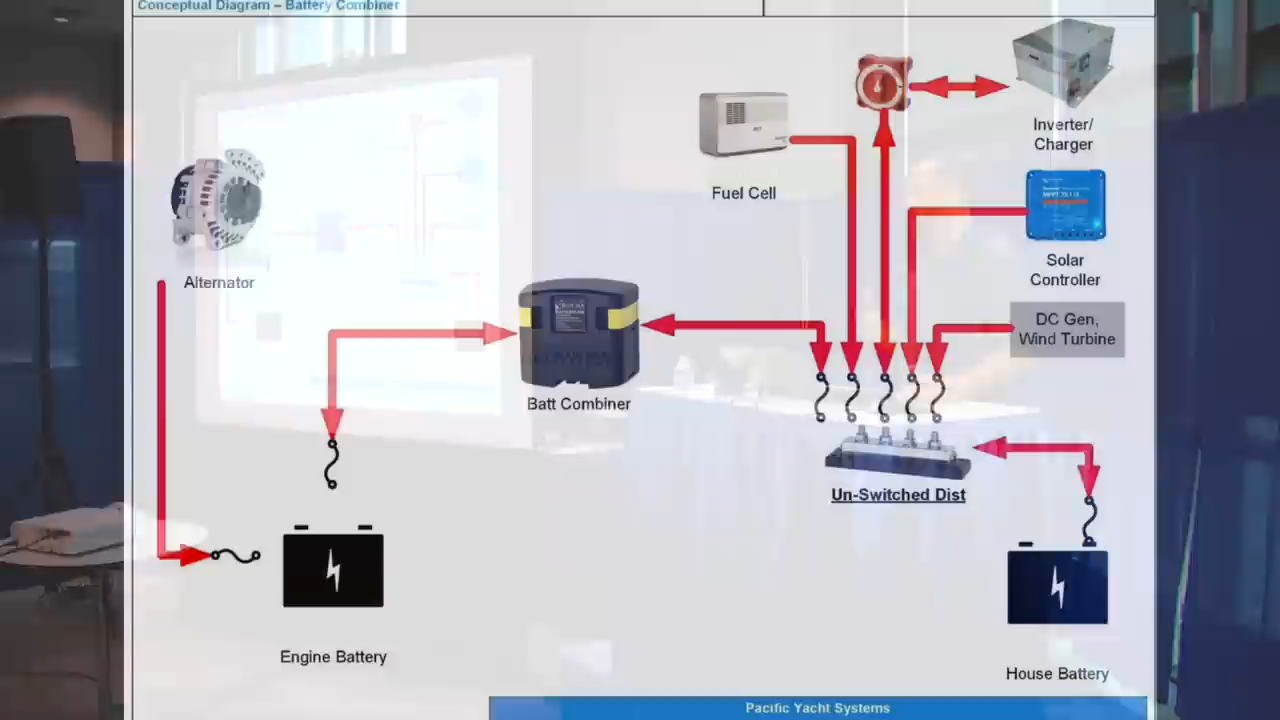 Conceptual Diagram – Battery Combiner
Inverter/
Charger
Fuel Cell
Solar
Controller
Alternator
DC Gen,
Wind Turbine
Batt Combiner
Un-Switched Dist
Engine Battery
House Battery
Pacific Yacht Systems